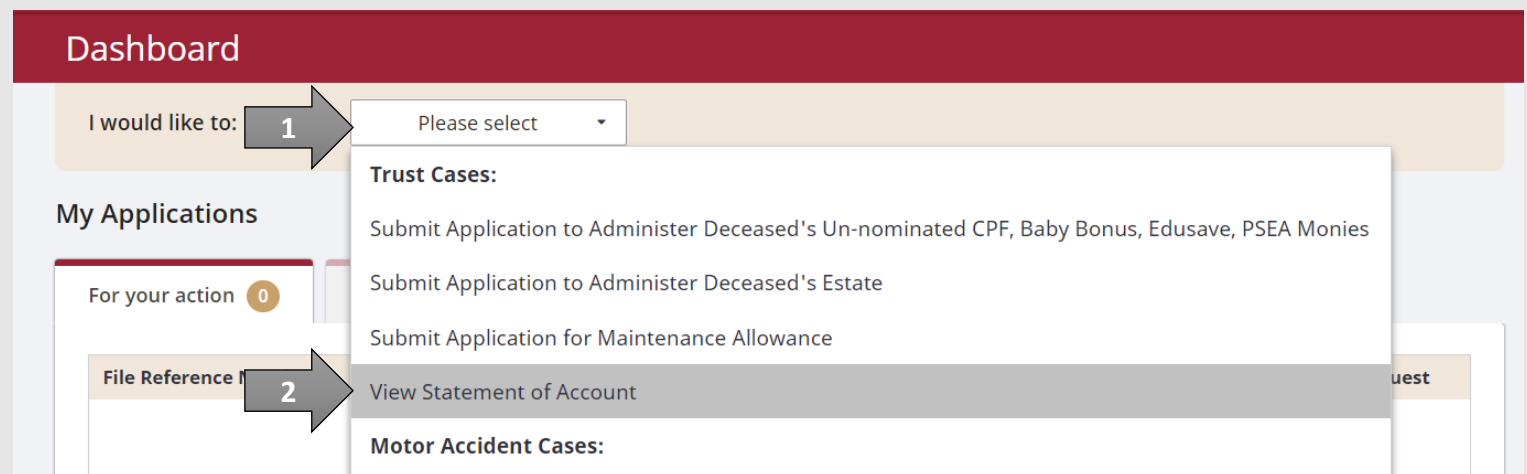 Dashboard
I would like to:
1
Please select
Trust Cases:
My Applications
Submit Application to Administer Deceased's Un-nominated CPF, Baby Bonus, Edusave, PSEA Monies
For your action 0
Submit Application to Administer Deceased's Estate
Submit Application for Maintenance Allowance
File Reference
2
View Statement of Account
Motor Accident Cases: